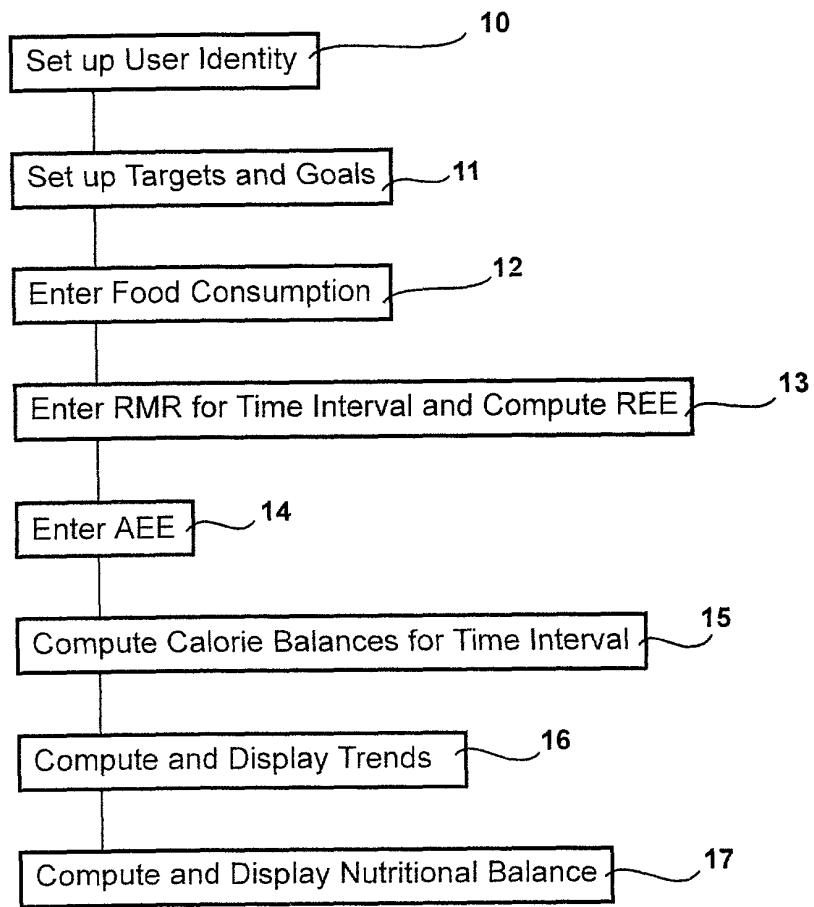 10
Set up User Identity
Set up Targets and Goals
11
Enter Food Consumption
12
Enter RMR for Time Interval and Compute REE
13
Enter AEE
14
Compute Calorie Balances for Time Interval
15
Compute and Display Trends
16
Compute and Display Nutritional Balance
17